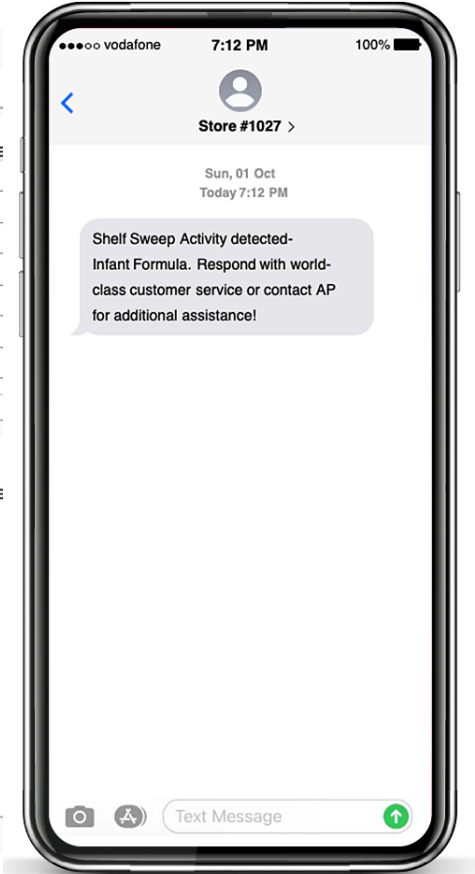 vodafone 7:12 PM 100%
Store #1027
Sun, 01 Oct
Today 7:12 PM
Shelf Sweep Activity detected-
Infant Formula. Respond with world-
class customer service or contact AP
for additional assistance!
Text Message